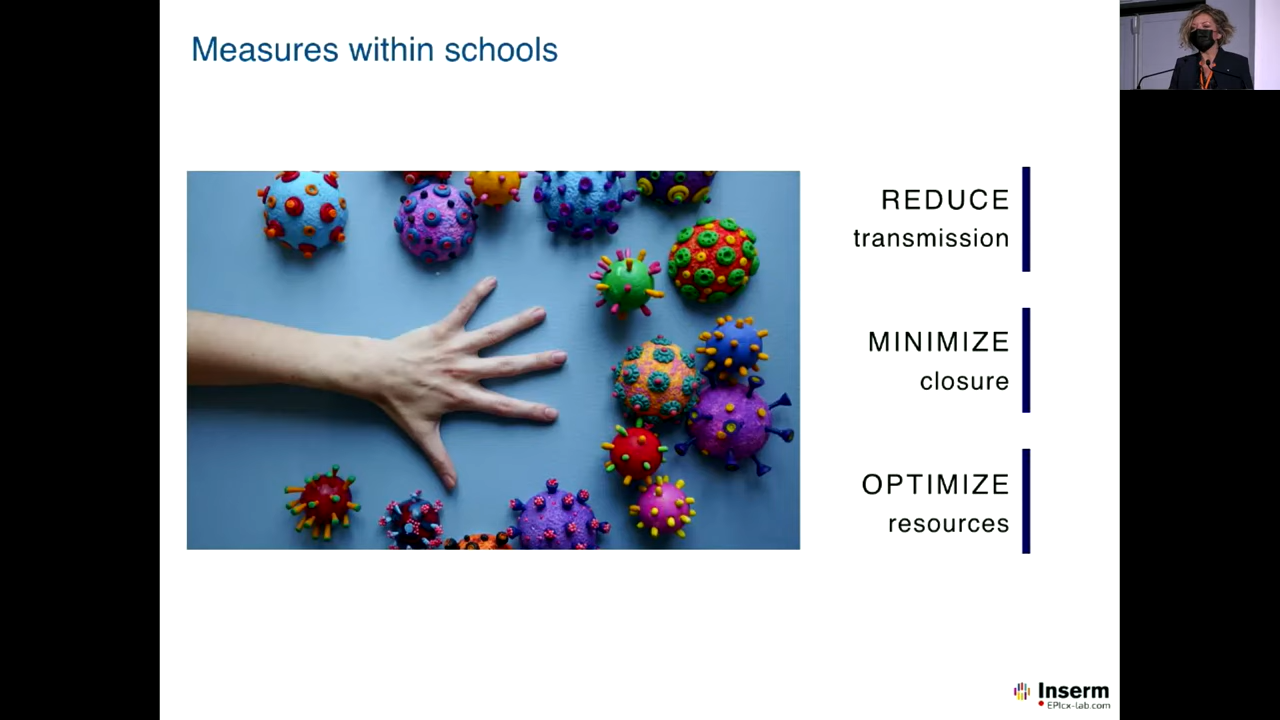 Measures within schools
REDUCE
transmission
MINIMIZE
closure
OPTIMIZE
resources
Inserm
EPIcx-lab.com